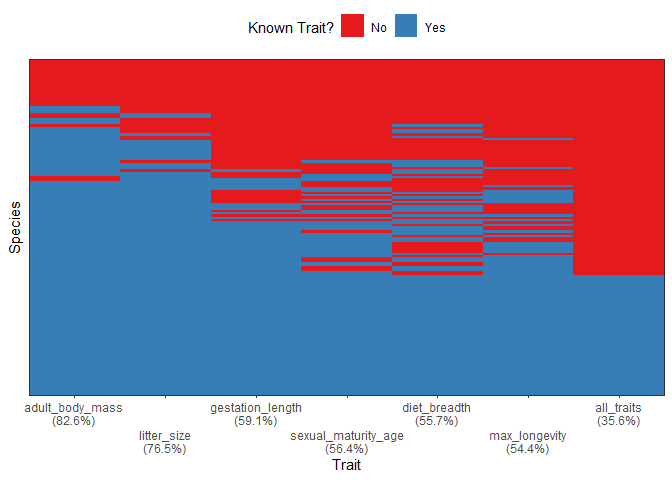 Known Trait? No Yes
Species
adult_body_mass gestation_length diet_breadth all_traits
(82.6%) (59.1%) (55.7%) (35.6%)
litter_size sexual_maturity_age max_longevity
(76.5%) (56.4%) (54.4%)
Trait